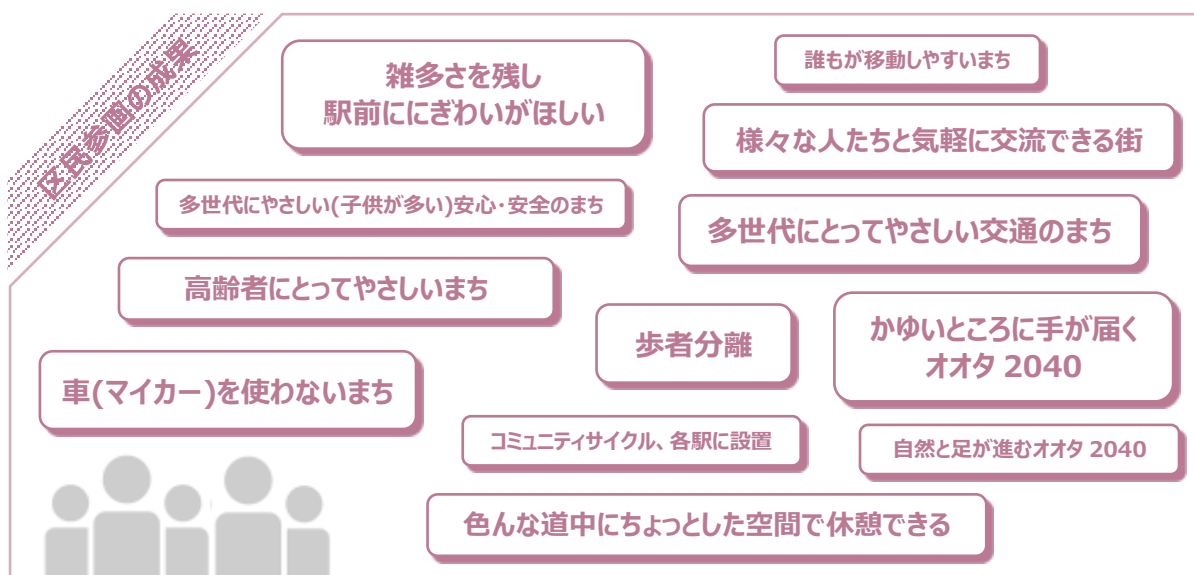 区民参画の成果
雑多さを残し
駅前ににぎわいがほしい
誰もが移動しやすいまち
様々な人たちと気軽に交流できる街
多世代にやさしい(子供が多い)安心・安全のまち
多世代にとってやさしい交通のまち
高齢者にとってやさしいまち
歩者分離
かゆいところに手が届く
オオタ 2040
車(マイカー)を使わないまち
コミュニティサイクル、各駅に設置
自然と足が進むオオタ 2040
色んな道中にちょっとした空間で休憩できる